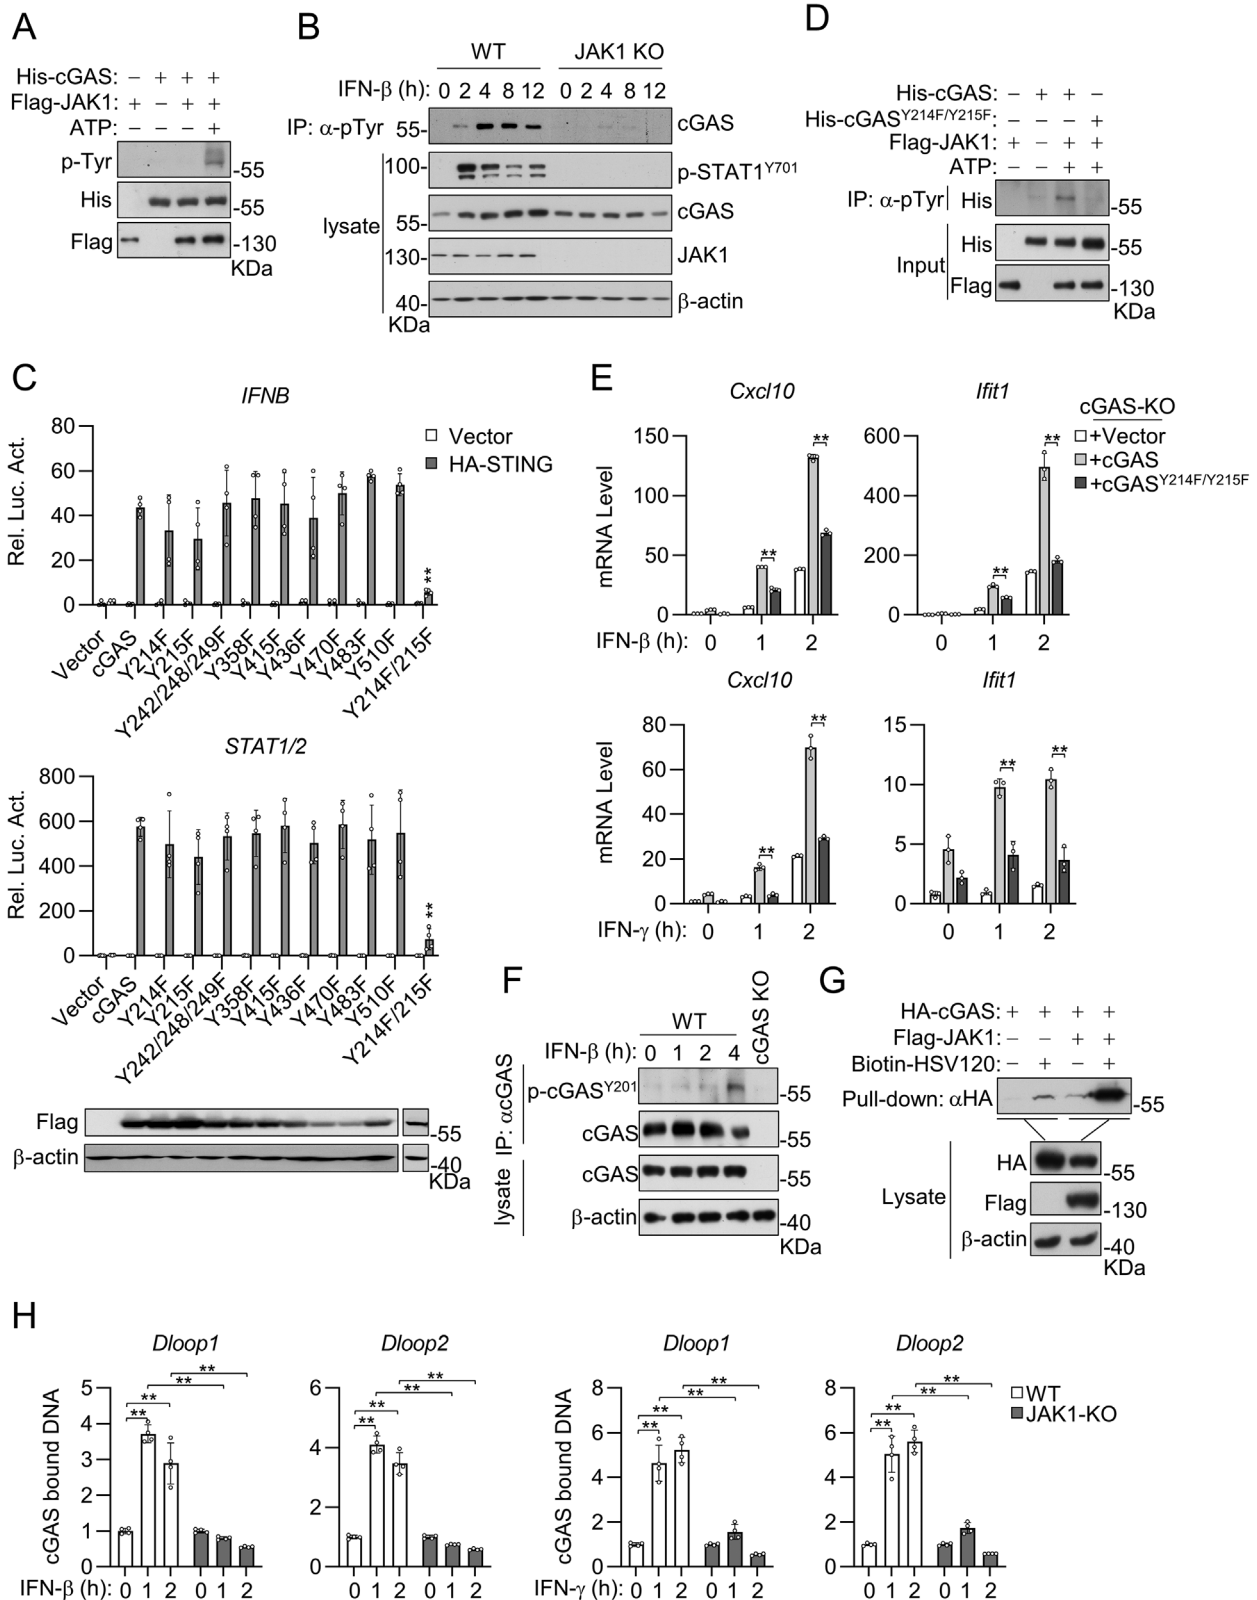 A
His-cGAS: – + + +
Flag-JAK1: + – + +
ATP: – – – +
p-Tyr -55
His -55
Flag -130
KDa
B
WT JAK1 KO
IFN-β (h): 0 2 4 8 12 0 2 4 8 12
IP: α-pTyr 55- cGAS
lysate
100- p-STAT1Y701
55- cGAS
130- JAK1
40- β-actin
KDa
D
His-cGAS: – + + –
His-cGASY214F/Y215F: – – – +
Flag-JAK1: + – + +
ATP: – – + +
IP: α-pTyr His -55
Input
His -55
Flag -130
KDa
C
IFNB
Rel. Luc. Act.
80
60
40
20
0
Vector
HA-STING
**
Vector cGAS Y214F Y215F Y242/248/249F Y358F Y415F Y436F Y470F Y483F Y510F Y214F/215F
STAT1/2
Rel. Luc. Act.
800
600
400
200
0
**
Vector cGAS Y214F Y215F Y242/248/249F Y358F Y415F Y436F Y470F Y483F Y510F Y214F/215F
Flag -55
β-actin -40
KDa
E
Cxcl10
mRNA Level
150
100
50
0
** **
IFN-β (h): 0 1 2
Ifit1
600
400
200
0
** **
0 1 2
cGAS-KO
+Vector
+cGAS
+cGASY214F/Y215F
Cxcl10
mRNA Level
80
60
40
20
0
** **
IFN-γ (h): 0 1 2
Ifit1
15
10
5
0
** **
0 1 2
F
WT cGAS KO
IFN-β (h): 0 1 2 4
IP: αcGAS
p-cGASY201 -55
cGAS -55
lysate
cGAS -55
β-actin -40
KDa
G
HA-cGAS: + + + +
Flag-JAK1: – – + +
Biotin-HSV120: – + – +
Pull-down: αHA -55
Lysate
HA -55
Flag -130
β-actin -40
KDa
H
Dloop1
cGAS bound DNA
5
4
3
2
1
0
** ** ** **
IFN-β (h): 0 1 2 0 1 2
Dloop2
6
4
2
0
** ** ** **
0 1 2 0 1 2
Dloop1
cGAS bound DNA
8
6
4
2
0
** ** ** **
IFN-γ (h): 0 1 2 0 1 2
Dloop2
8
6
4
2
0
** ** ** **
0 1 2 0 1 2
WT
JAK1-KO